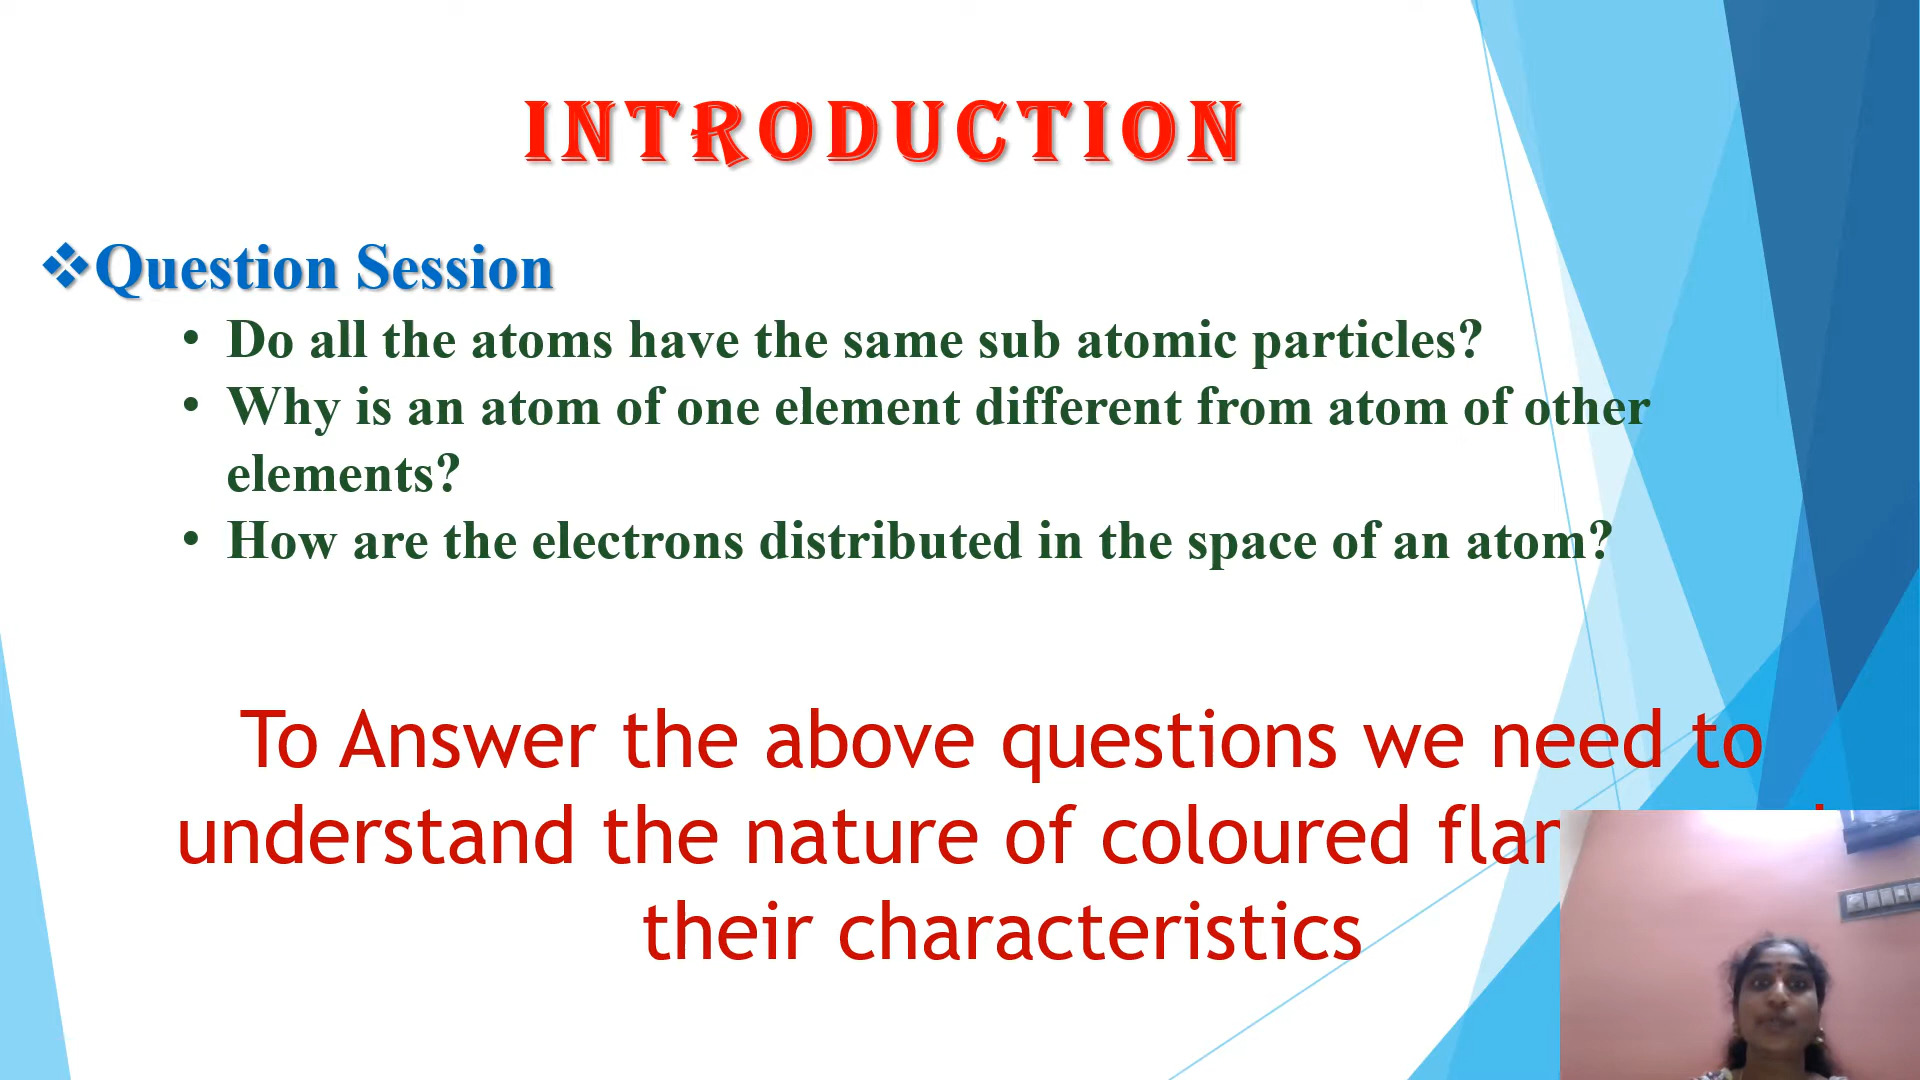 INTRODUCTION
❖Question Session
• Do all the atoms have the same sub atomic particles?
• Why is an atom of one element different from atom of other
elements?
• How are the electrons distributed in the space of an atom?
To Answer the above questions we need to
understand the nature of coloured
their characteristics